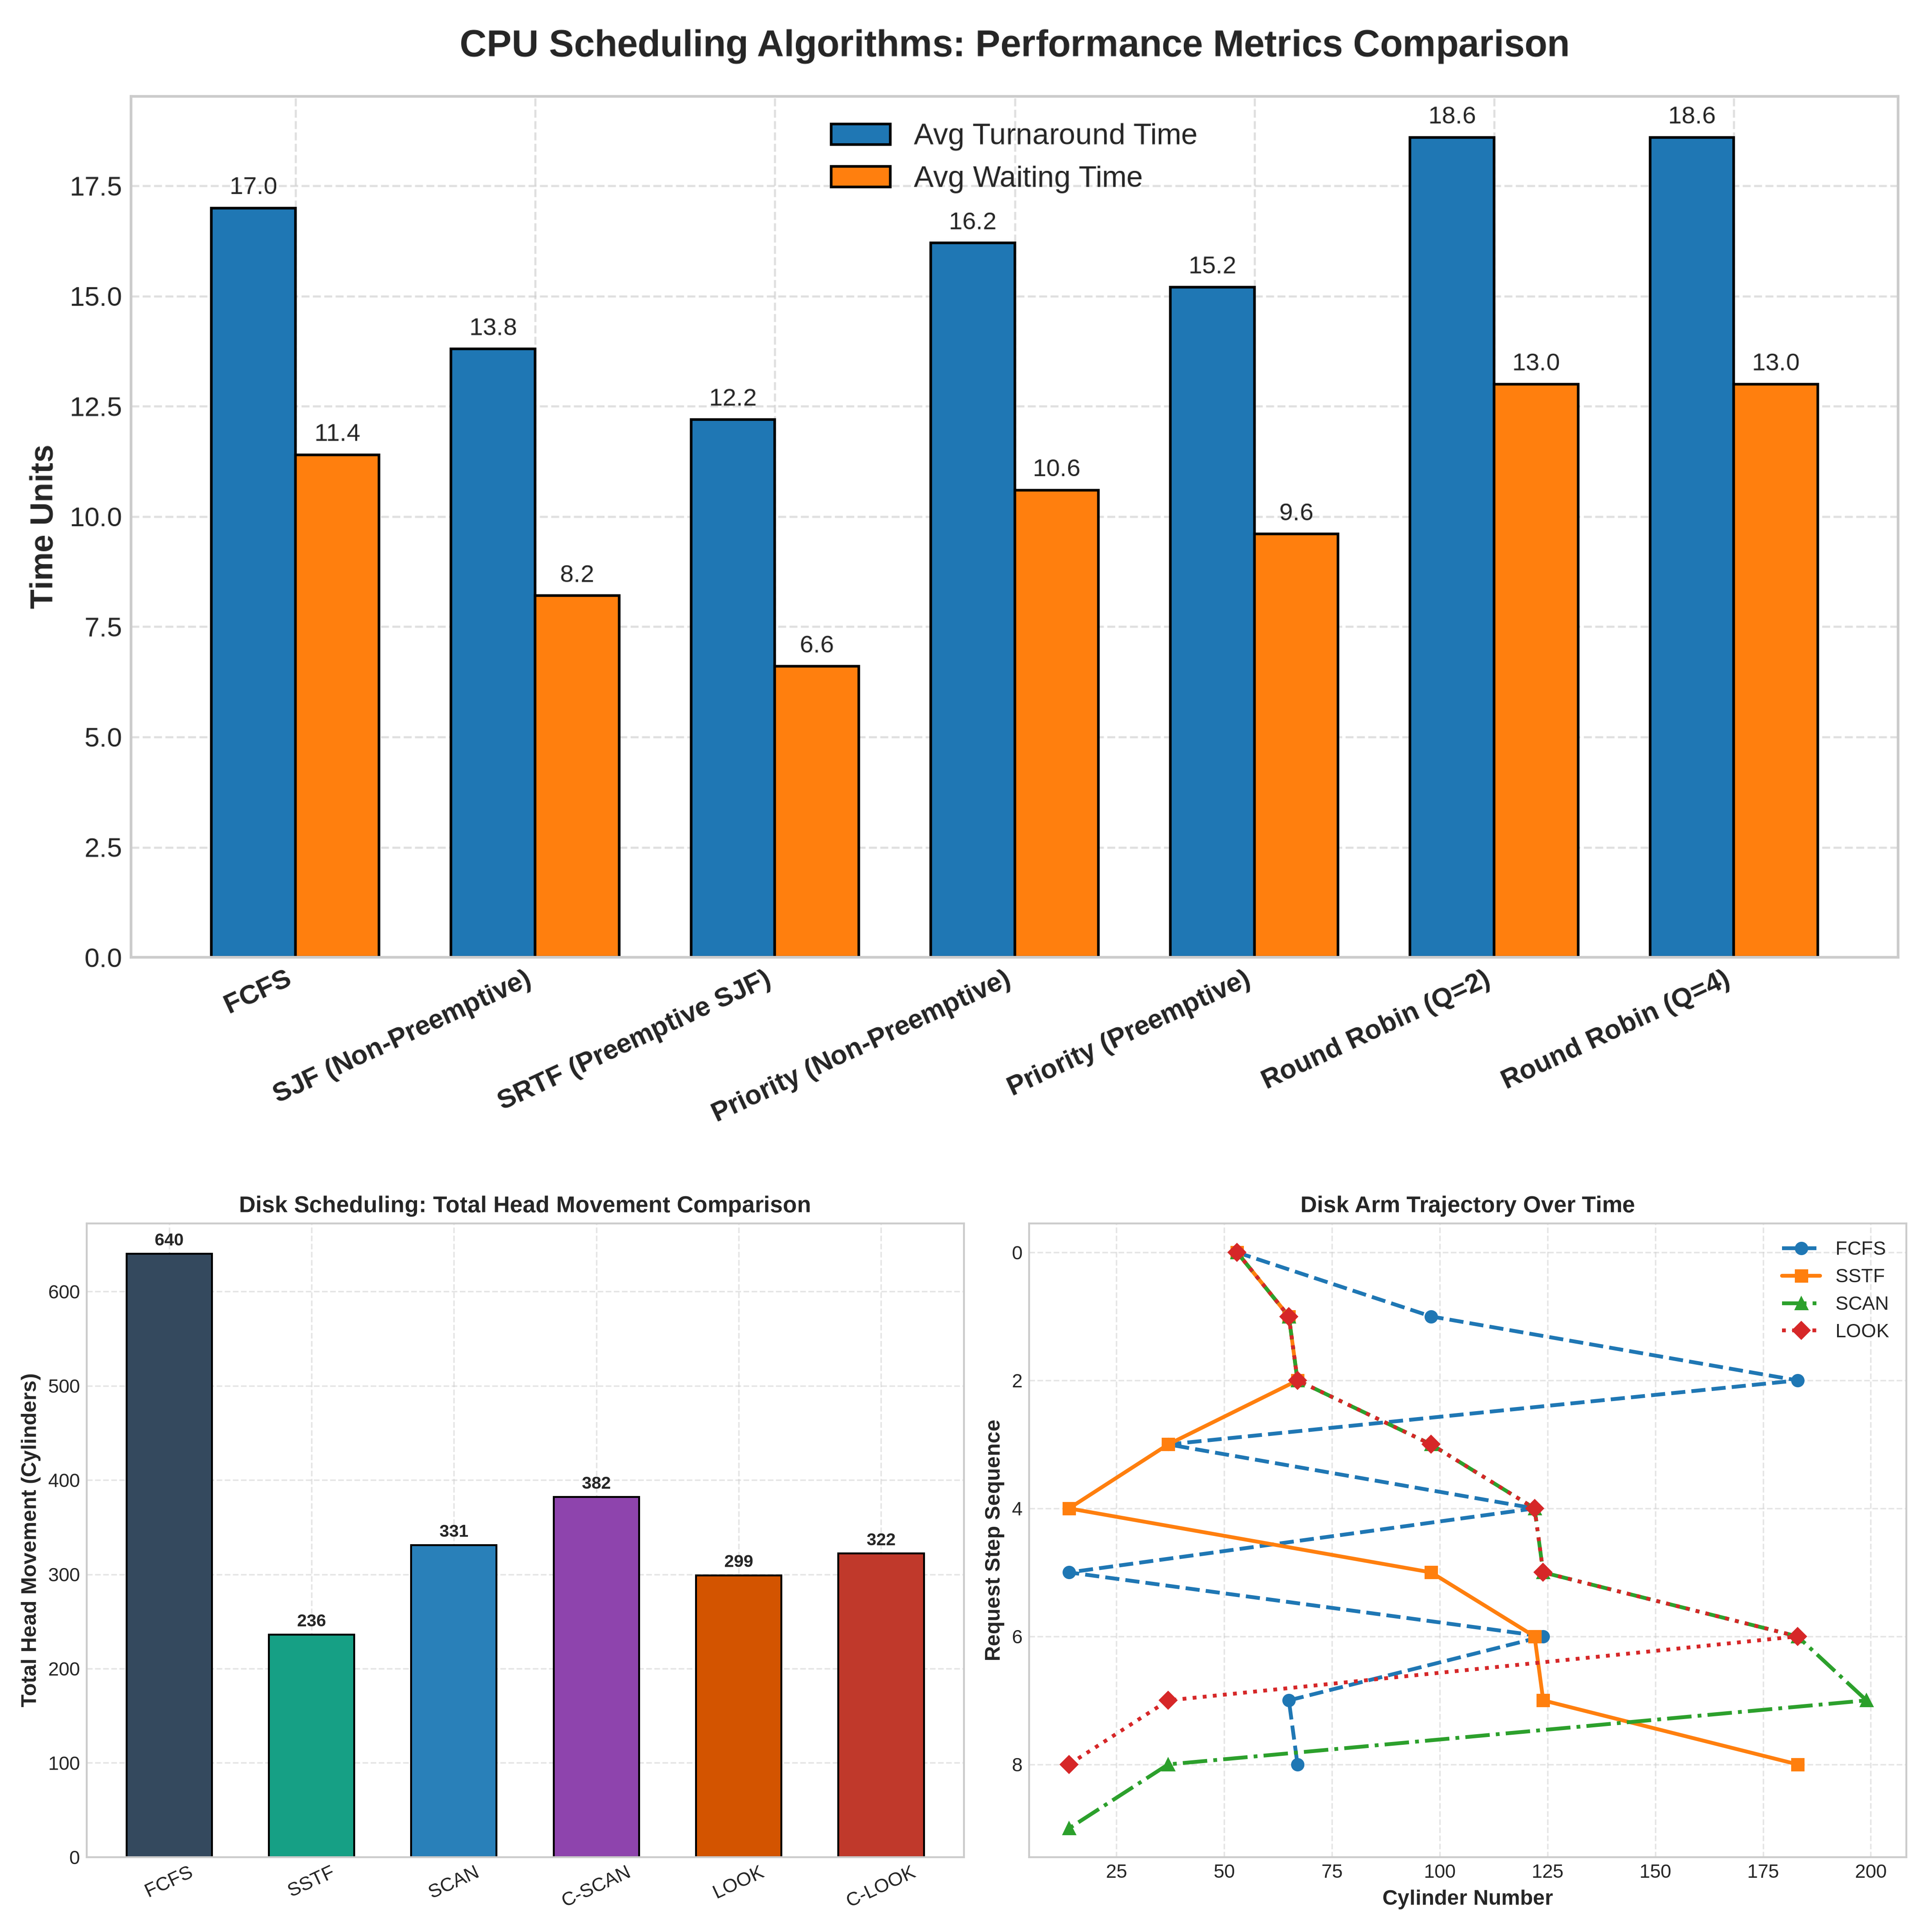 CPU Scheduling Algorithms: Performance Metrics Comparison
Avg Turnaround Time
Avg Waiting Time
Time Units
17.5
15.0
12.5
10.0
7.5
5.0
2.5
0.0
17.0
11.4
13.8
8.2
12.2
6.6
16.2
10.6
15.2
9.6
18.6
13.0
18.6
13.0
FCFS
SJF (Non-Preemptive)
SRTF (Preemptive SJF)
Priority (Non-Preemptive)
Priority (Preemptive)
Round Robin (Q=2)
Round Robin (Q=4)
Disk Scheduling: Total Head Movement Comparison
Total Head Movement (Cylinders)
600
500
400
300
200
100
0
640
236
331
382
299
322
FCFS
SSTF
SCAN
C-SCAN
LOOK
C-LOOK
Disk Arm Trajectory Over Time
FCFS
SSTF
SCAN
LOOK
Request Step Sequence
0
2
4
6
8
25
50
75
100
125
150
175
200
Cylinder Number